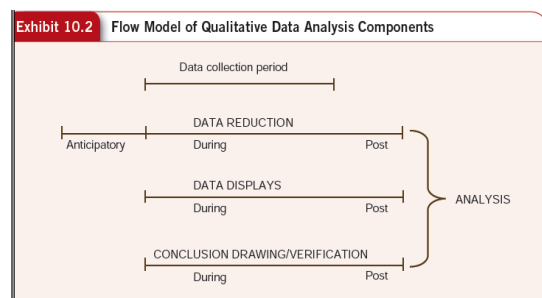 Exhibit 10.2 Flow Model of Qualitative Data Analysis Components
Data collection period
DATA REDUCTION
Anticipatory During Post
DATA DISPLAYS
During Post
ANALYSIS
CONCLUSION DRAWING/VERIFICATION
During Post